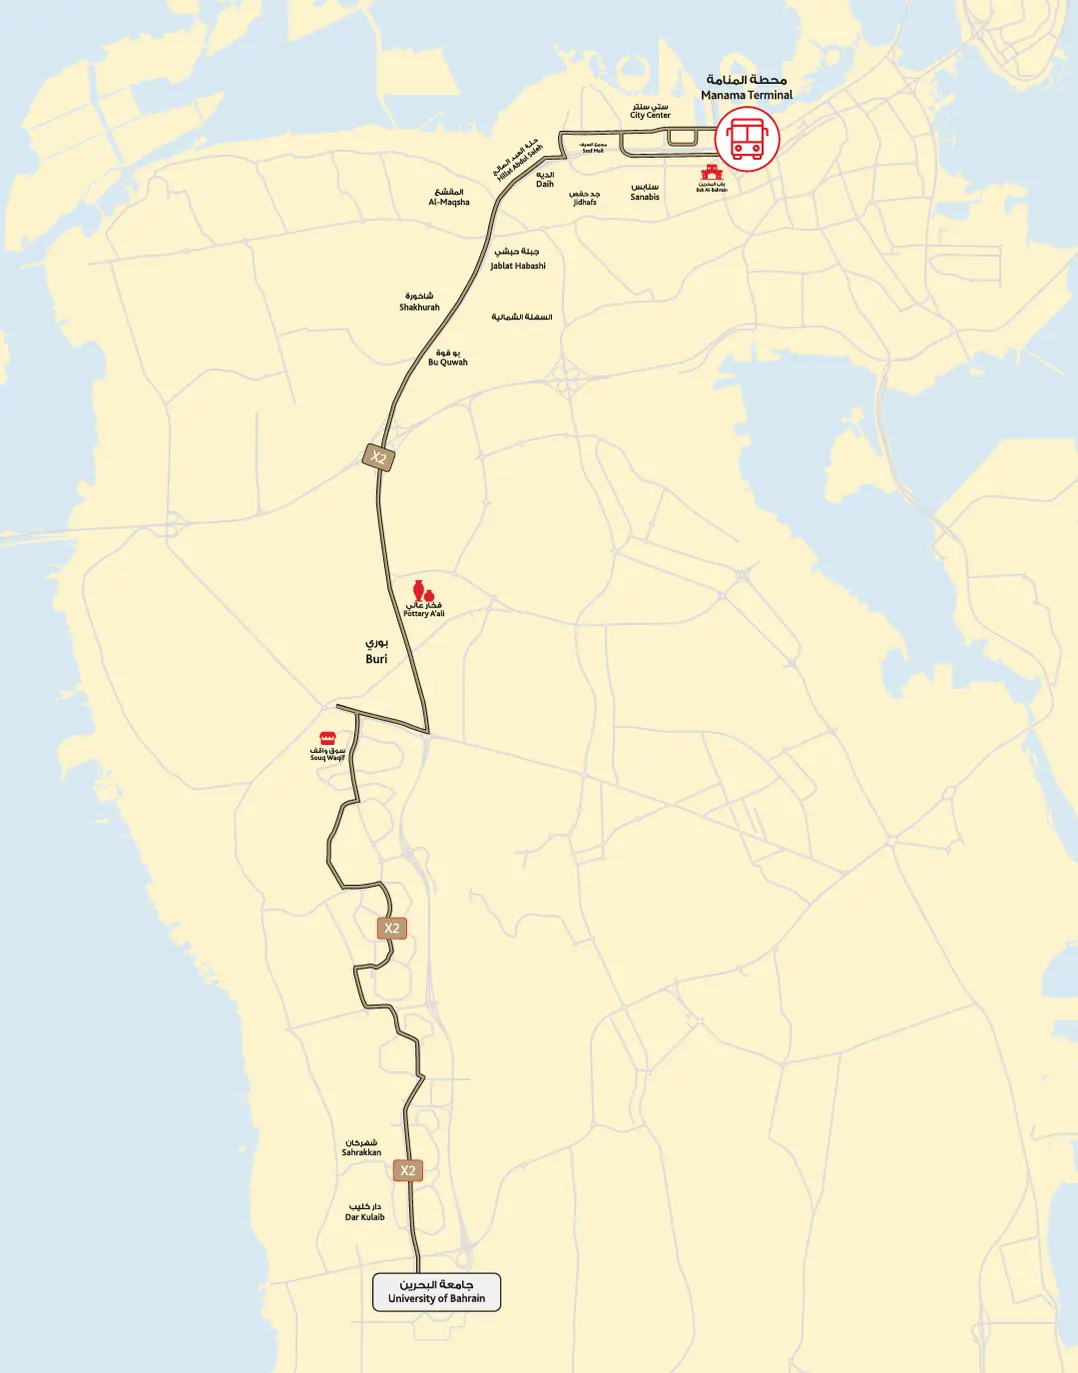 محطة المنامة
Manama Terminal
ستي سنتر
City Center
مجمع السيف
Seef Mall
حلة العبد الصالح
Hillat Abdul Saleh
الديه
Daih
باب البحرين
Bab Al-Bahrain
المقشع
Al-Maqsha
جد حفص
Jidhafs
سنابس
Sanabis
جبلة حبشي
Jablat Habashi
شاخورة
Shakhurah
السهلة الشمالية
بو قوة
Bu Quwah
X2
فخار عالي
Pottery A'ali
بوري
Buri
سوق واقف
Souq Waqif
X2
شهركان
Sahrakkan
X2
دار كليب
Dar Kulaib
جامعة البحرين
University of Bahrain